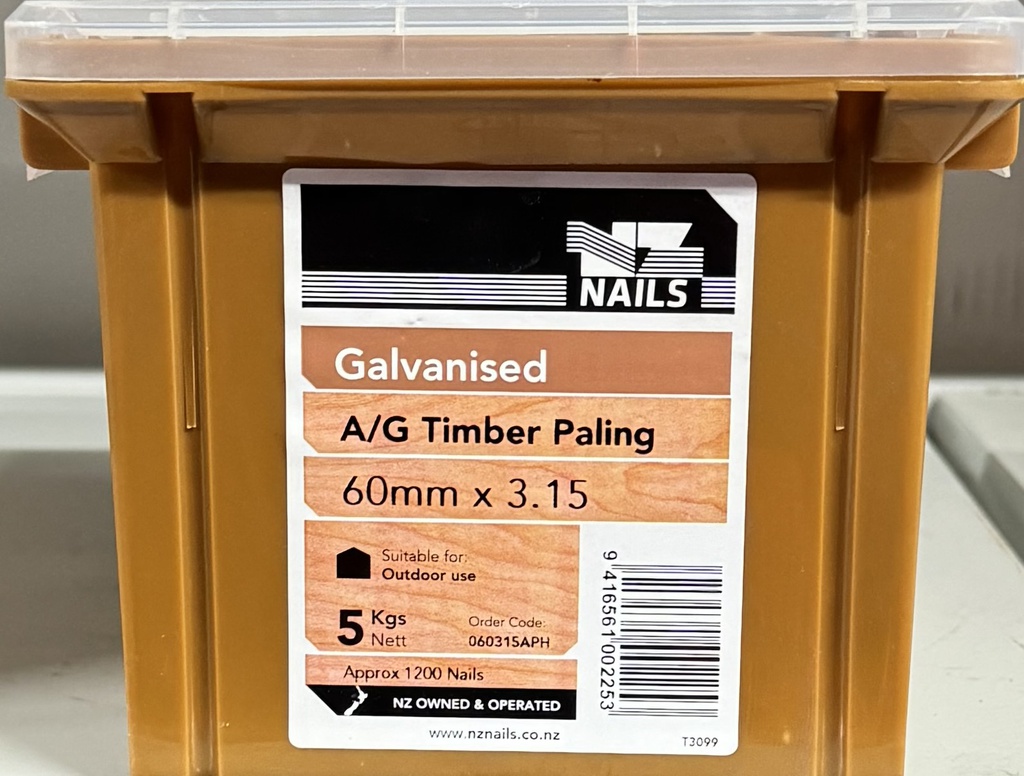 NZ
NAILS
Galvanised
A/G Timber Paling
60mm x 3.15
Suitable for:
Outdoor use
5 Kgs
Nett
Order Code:
060315APH
Approx 1200 Nails
NZ OWNED & OPERATED
www.nznails.co.nz
9 416561 002253
T3099